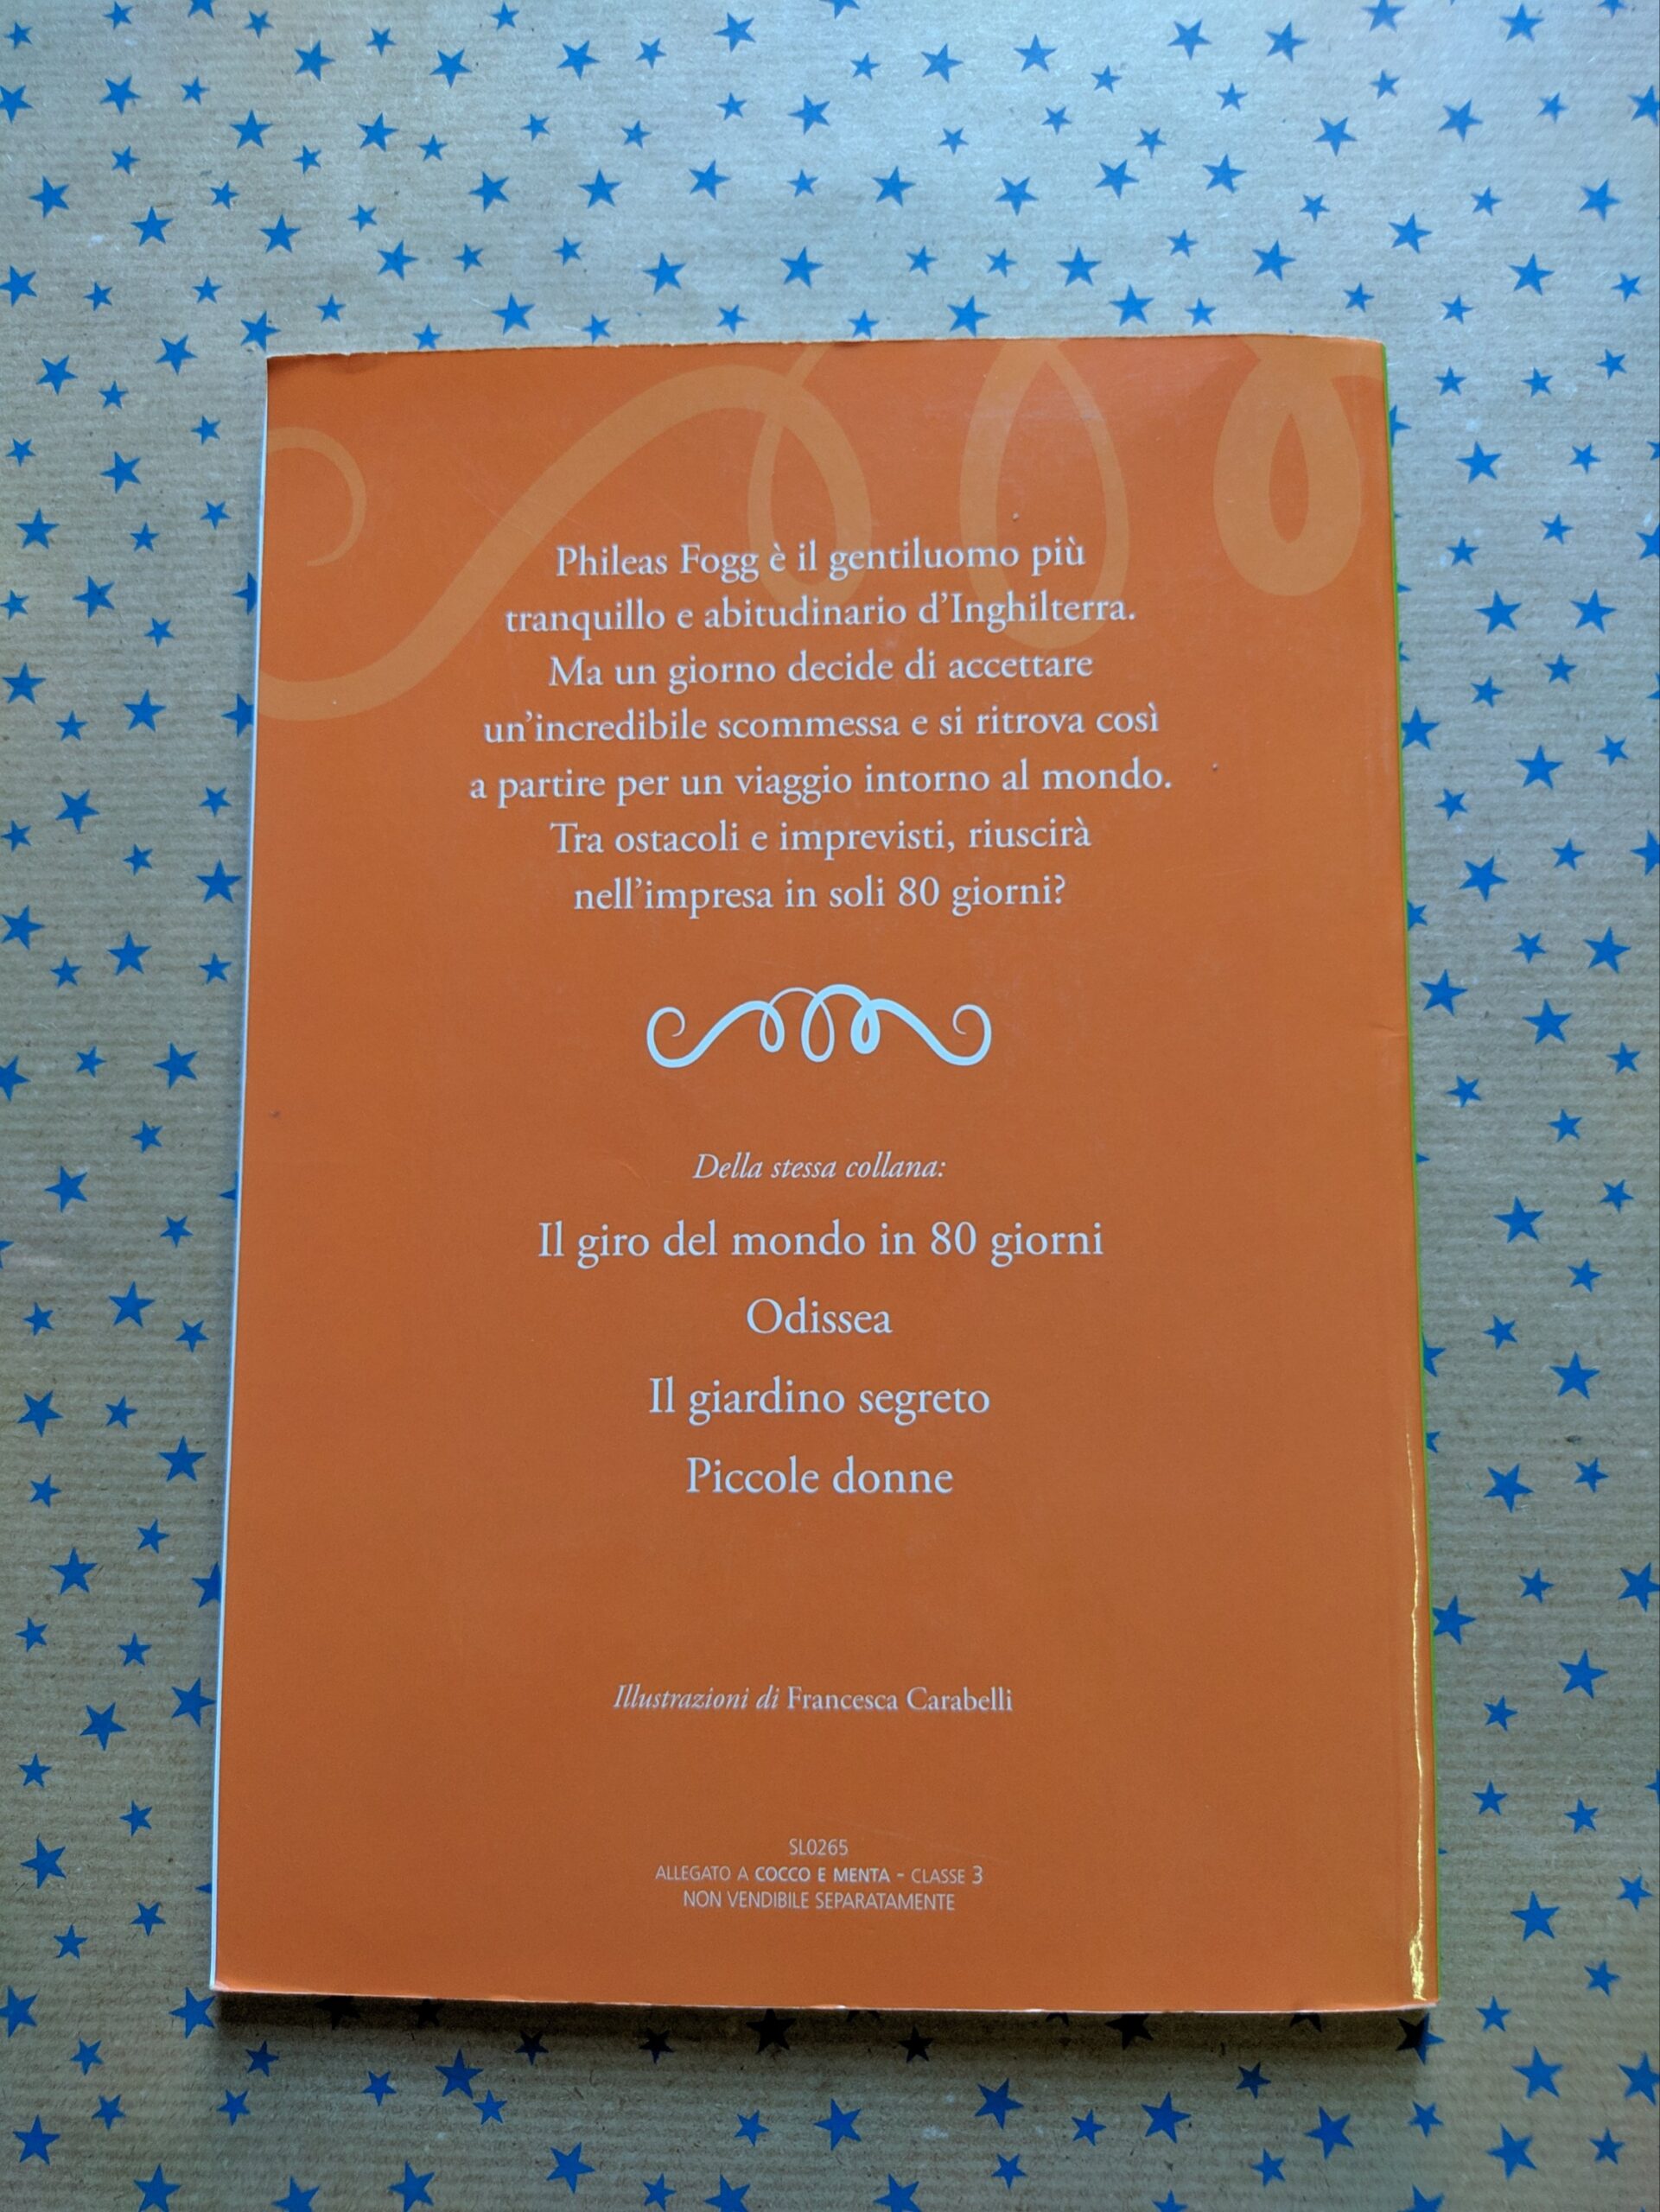 Phileas Fogg è il gentiluomo più
tranquillo e abitudinario d'Inghilterra.
Ma un giorno decide di accettare
un'incredibile scommessa e si ritrova così
a partire per un viaggio intorno al mondo.
Tra ostacoli e imprevisti, riuscirà
nell'impresa in soli 80 giorni?
Della stessa collana:
Il giro del mondo in 80 giorni
Odissea
Il giardino segreto
Piccole donne
Illustrazioni di Francesca Carabelli
SL0265
ALLEGATO A COCCO E MENTA - CLASSE 3
NON VENDIBILE SEPARATAMENTE